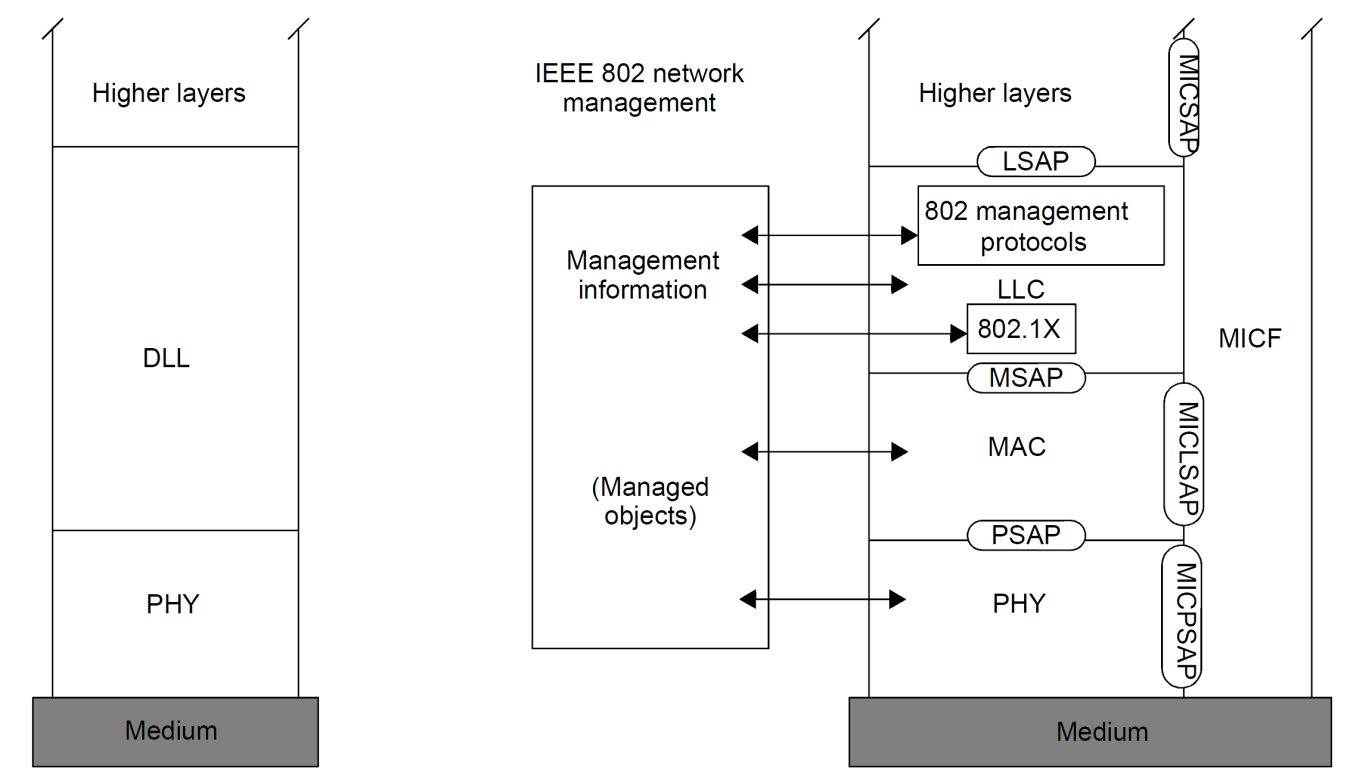 Higher layers
DLL
PHY
Medium
IEEE 802 network
management
Management
information
(Managed
objects)
Higher layers
LSAP
802 management
protocols
LLC
802.1X
MSAP
MAC
PSAP
PHY
MICSAP
MICLSAP
MICPSAP
MICF
Medium